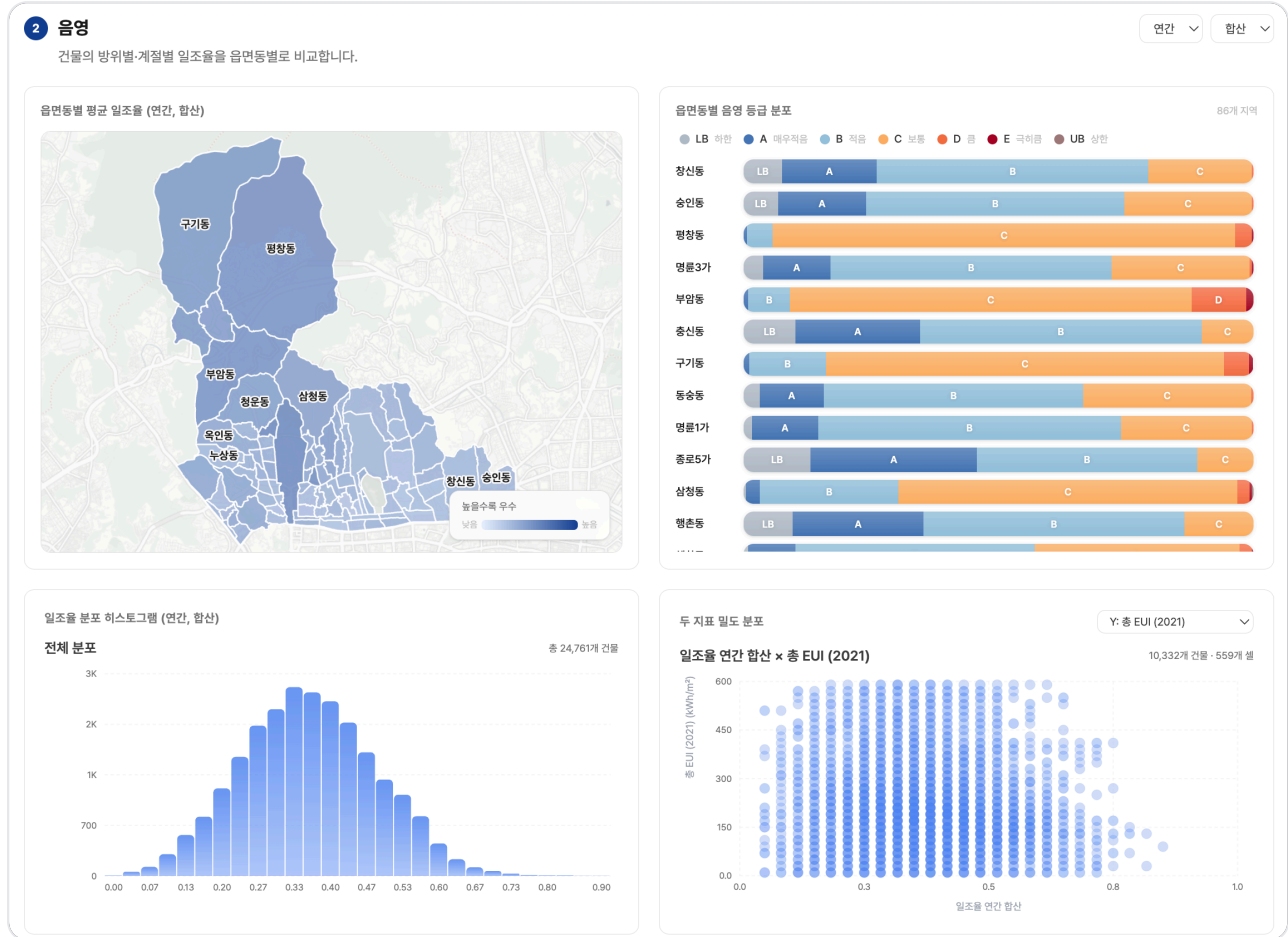 2 음영
연간 합산
건물의 방위별·계절별 일조율을 읍면동별로 비교합니다.
읍면동별 평균 일조율 (연간, 합산)
구기동
평창동
부암동
청운동 삼청동
옥인동
누상동
창신동 숭인동
높을수록 우수
낮음 높음
읍면동별 음영 등급 분포 86개 지역
LB 하한 A 매우적음 B 적음 C 보통 D 큼 E 극히큼 UB 상한
창신동 LB A B C
숭인동 LB A B C
평창동 C
명륜3가 A B C
부암동 B C D
충신동 LB A B C
구기동 B C
동숭동 A B C
명륜1가 A B C
종로5가 LB A B C
삼청동 B C
행촌동 LB A B C
일조율 분포 히스토그램 (연간, 합산)
전체 분포 총 24,761개 건물
3K
2K
1K
700
0
0.00 0.07 0.13 0.20 0.27 0.33 0.40 0.47 0.53 0.60 0.67 0.73 0.80 0.90
두 지표 밀도 분포 Y: 총 EUI (2021)
일조율 연간 합산 × 총 EUI (2021) 10,332개 건물 · 559개 셀
총 EUI (2021) (kWh/m²)
600
450
300
150
0.0
0.0 0.3 0.5 0.8 1.0
일조율 연간 합산